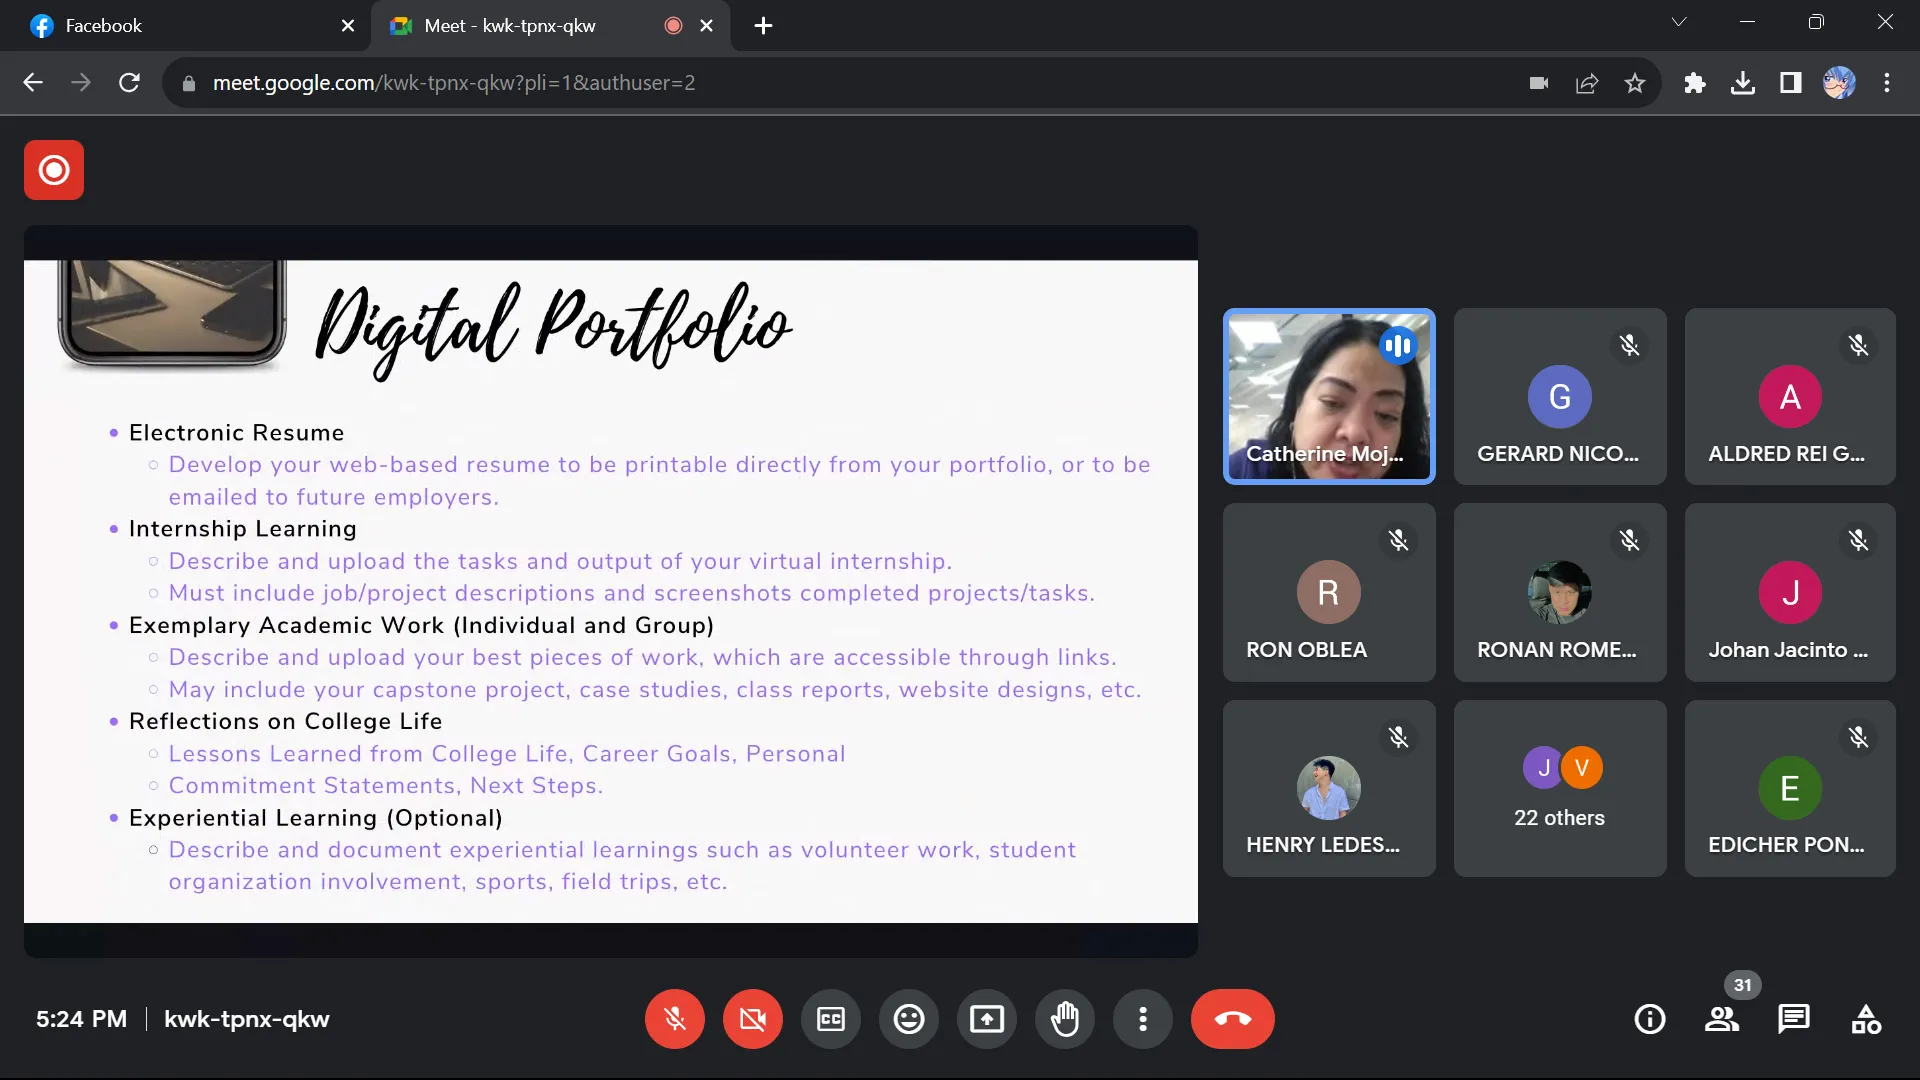 Facebook
Meet - kwk-tpnx-qkw
meet.google.com/kwk-tpnx-qkw?pli=1&authuser=2
Digital Portfolio
• Electronic Resume
○ Develop your web-based resume to be printable directly from your portfolio, or to be
emailed to future employers.
• Internship Learning
○ Describe and upload the tasks and output of your virtual internship.
○ Must include job/project descriptions and screenshots completed projects/tasks.
• Exemplary Academic Work (Individual and Group)
○ Describe and upload your best pieces of work, which are accessible through links.
○ May include your capstone project, case studies, class reports, website designs, etc.
• Reflections on College Life
○ Lessons Learned from College Life, Career Goals, Personal
○ Commitment Statements, Next Steps.
• Experiential Learning (Optional)
○ Describe and document experiential learnings such as volunteer work, student
organization involvement, sports, field trips, etc.
Catherine Moj...
G
GERARD NICO...
A
ALDRED REI G...
R
RON OBLEA
RONAN ROME...
J
Johan Jacinto ...
HENRY LEDES...
J V
22 others
E
EDICHER PON...
5:24 PM | kwk-tpnx-qkw
CC
31